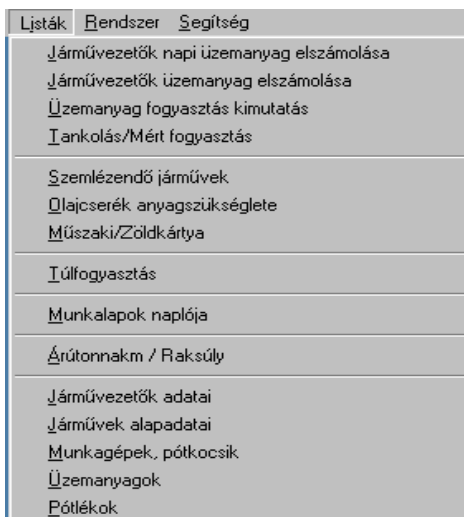 Listák Rendszer Segítség
Járművezetők napi üzemanyag elszámolása
Járművezetők üzemanyag elszámolása
Üzemanyag fogyasztás kimutatás
Tankolás/Mért fogyasztás
Szemlézendő járművek
Olajcserék anyagszükséglete
Műszaki/Zöldkártya
Túlfogyasztás
Munkalapok naplója
Árútonnakm / Raksúly
Járművezetők adatai
Járművek alapadatai
Munkagépek, pótkocsik
Üzemanyagok
Pótlékok